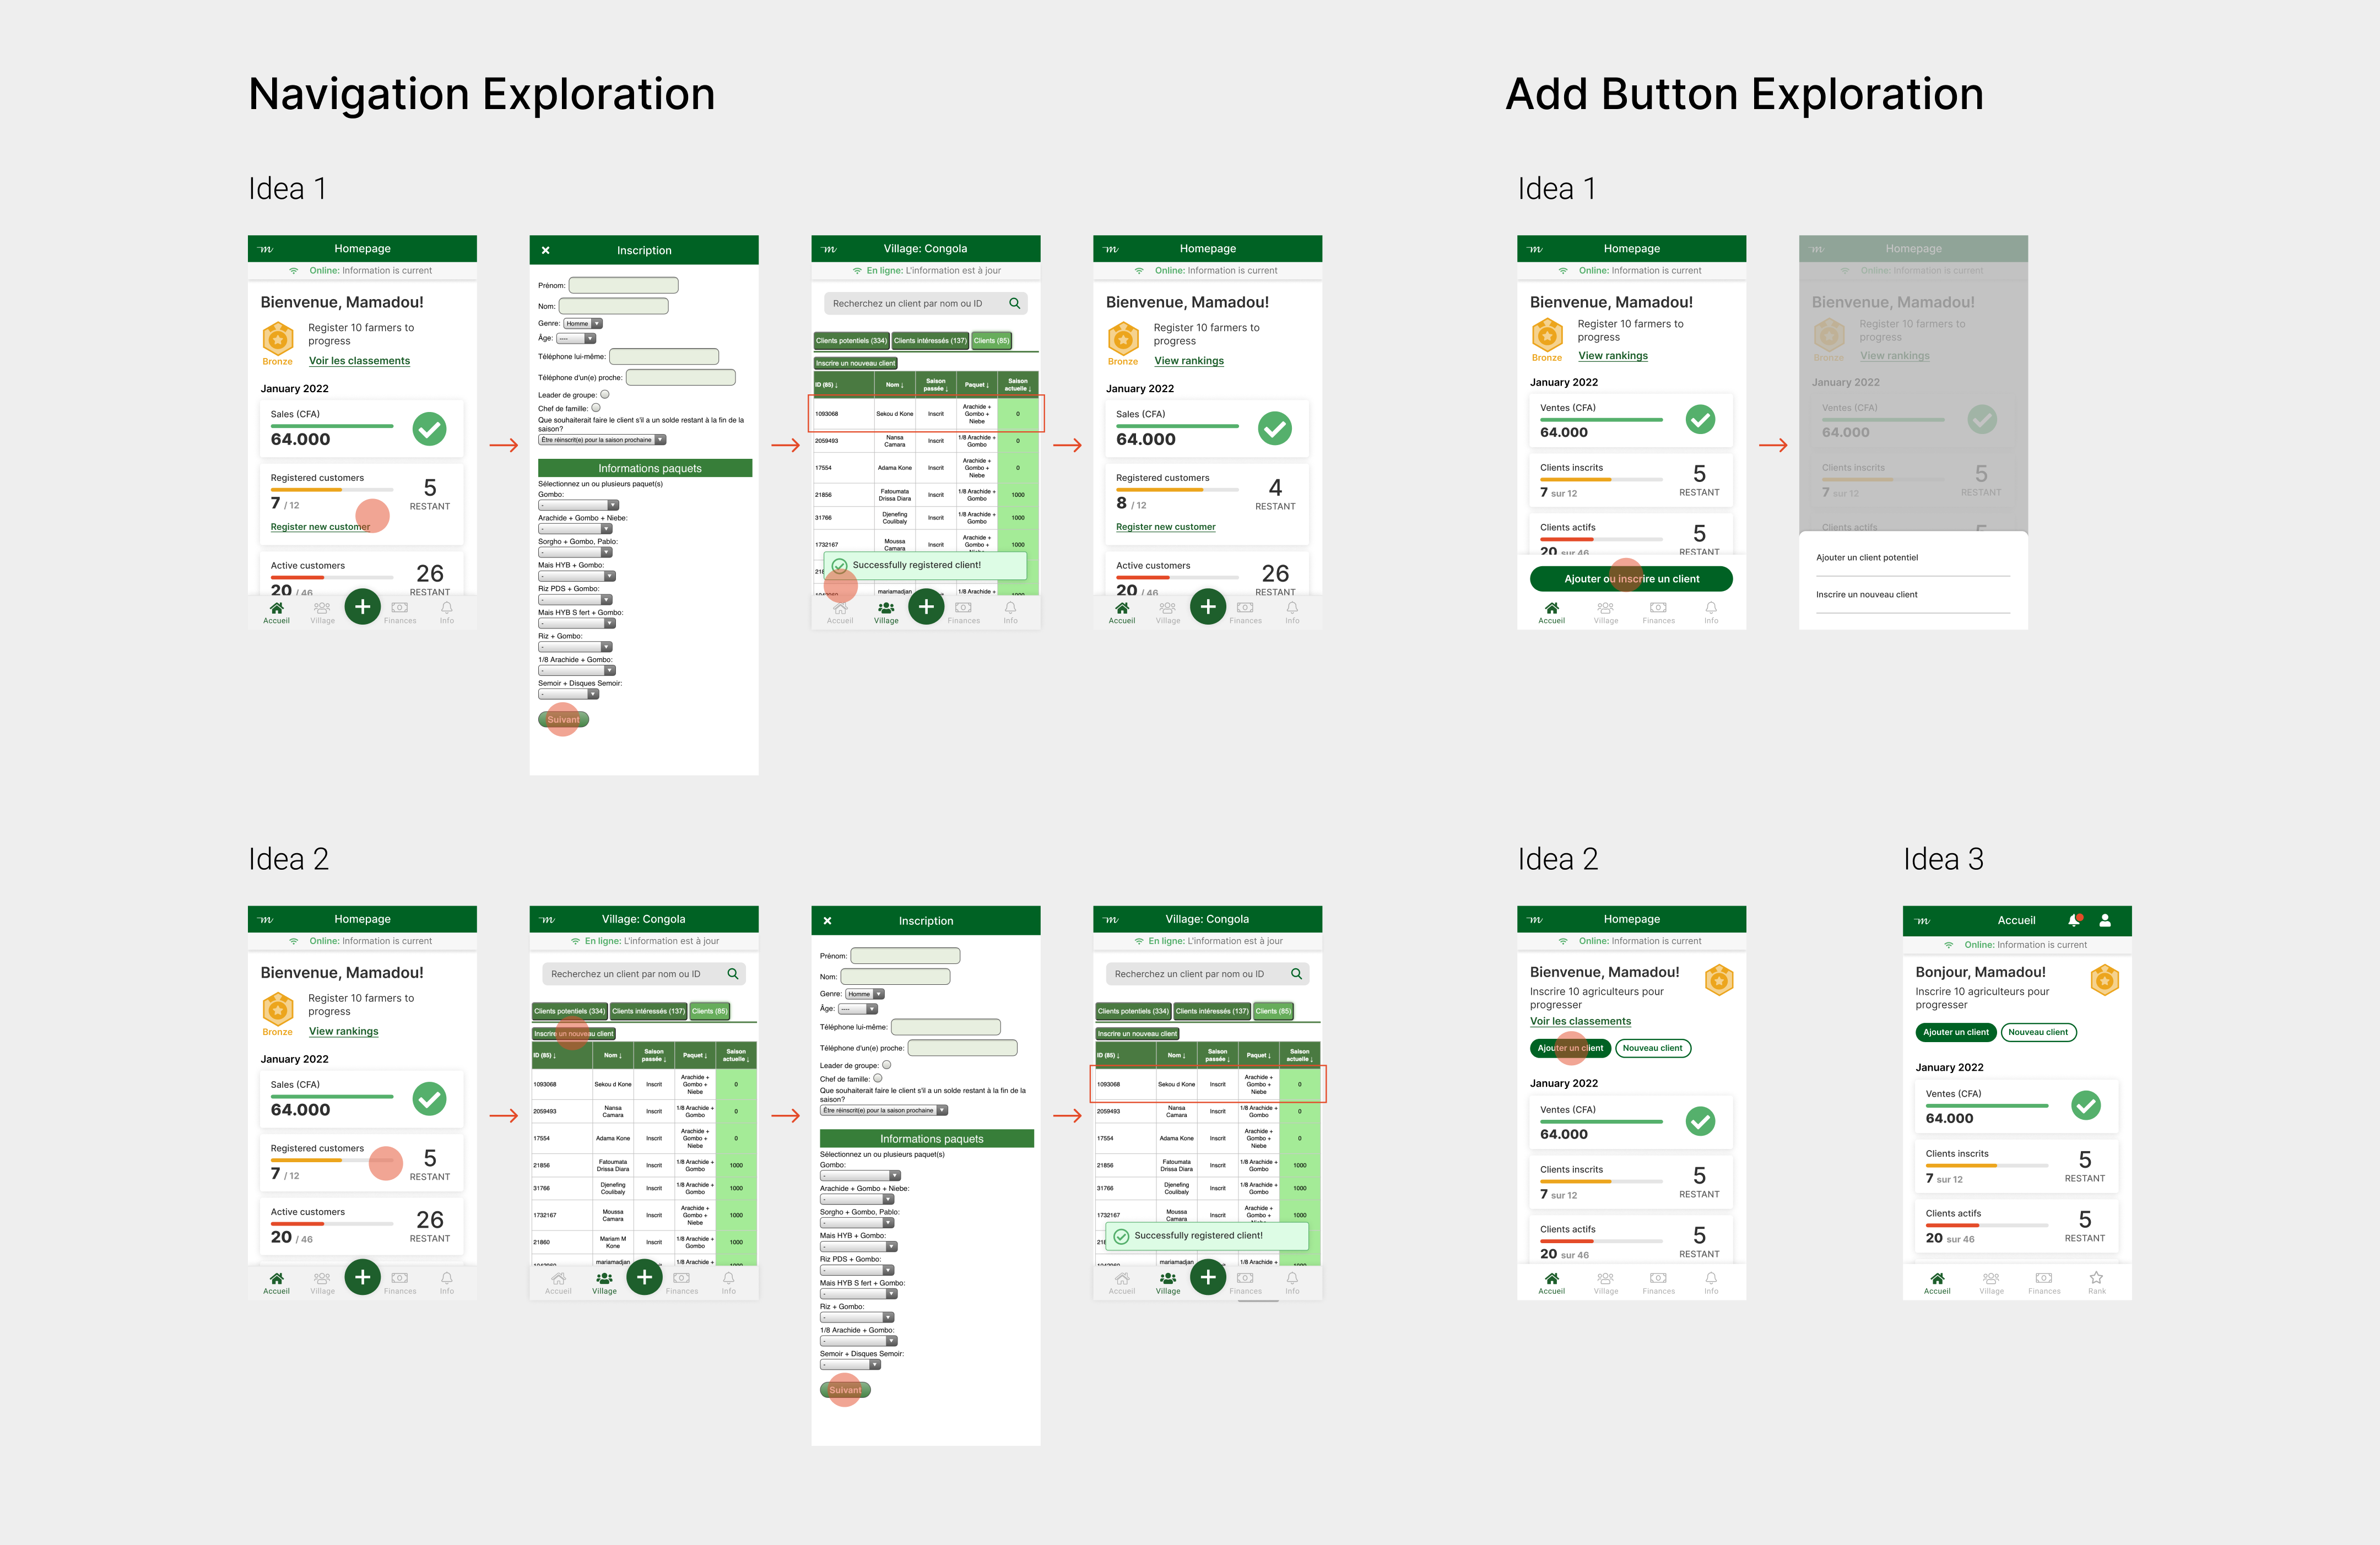 Navigation Exploration
Idea 1
Homepage
Online: Information is current
Bienvenue, Mamadou!
Register 10 farmers to
progress
Bronze
Voir les classements
January 2022
Sales (CFA)
64.000
Registered customers
7 / 12
5
RESTANT
Register new customer
Active customers
20 / 46
26
RESTANT
Accueil
Village
+
Finances
Info
Inscription
Prénom:
Nom:
Genre: Homme
Âge: ----
Téléphone lui-même:
Téléphone d'un(e) proche:
Leader de groupe:
Chef de famille:
Que souhaiterait faire le client s'il a un solde restant à la fin de la
saison?
Être réinscrit(e) pour la saison prochaine
Informations paquets
Sélectionnez un ou plusieurs paquet(s)
Gombo:
-
Arachide + Gombo + Niebe:
-
Sorgho + Gombo, Pablo:
-
Mais HYB + Gombo:
-
Riz PDS + Gombo:
-
Mais HYB S fert + Gombo:
-
Riz + Gombo:
-
1/8 Arachide + Gombo:
-
Semoir + Disques Semoir:
-
Suivant
Village: Congola
En ligne: L'information est à jour
Recherchez un client par nom ou ID
Clients potentiels (334) Clients intéressés (137) Clients (85)
Inscrire un nouveau client
ID (85) ↓ Nom ↓ Saison passée ↓ Paquet ↓ Saison actuelle ↓
1093068 Sekou d Kone Inscrit Arachide + Gombo + Niebe 0
2059493 Nansa Camara Inscrit 1/8 Arachide + Gombo 0
17554 Adama Kone Inscrit Arachide + Gombo + Niebe 0
21856 Fatoumata Drissa Diara Inscrit 1/8 Arachide + Gombo 1000
31766 Djenefing Coulibaly Inscrit 1/8 Arachide + Gombo 1000
1732167 Moussa Camara Inscrit Arachide + Gombo + 1000
Successfully registered client!
mariamadjan 1/8 Arachide +
Accueil
Village
+
Finances
Info
Homepage
Online: Information is current
Bienvenue, Mamadou!
Register 10 farmers to
progress
Bronze
View rankings
January 2022
Sales (CFA)
64.000
Registered customers
8 / 12
4
RESTANT
Register new customer
Active customers
20 / 46
26
RESTANT
Accueil
Village
+
Finances
Info
Idea 2
Homepage
Online: Information is current
Bienvenue, Mamadou!
Register 10 farmers to
progress
Bronze
View rankings
January 2022
Sales (CFA)
64.000
Registered customers
7 / 12
5
RESTANT
Active customers
20 / 46
26
RESTANT
Accueil
Village
+
Finances
Info
Village: Congola
En ligne: L'information est à jour
Recherchez un client par nom ou ID
Clients potentiels (334) Clients intéressés (137) Clients (85)
Inscrire un nouveau client
ID (85) ↓ Nom ↓ Saison passée ↓ Paquet ↓ Saison actuelle ↓
1093068 Sekou d Kone Inscrit Arachide + Gombo + Niebe 0
2059493 Nansa Camara Inscrit 1/8 Arachide + Gombo 0
17554 Adama Kone Inscrit Arachide + Gombo + Niebe 0
21856 Fatoumata Drissa Diara Inscrit 1/8 Arachide + Gombo 1000
31766 Djenefing Coulibaly Inscrit 1/8 Arachide + Gombo 1000
1732167 Moussa Camara Inscrit Arachide + Gombo + Niebe 1000
21860 Mariam M Kone Inscrit 1/8 Arachide + Gombo 1000
mariamadjan 1/8 Arachide +
Accueil
Village
+
Finances
Info
Inscription
Prénom:
Nom:
Genre: Homme
Âge: ----
Téléphone lui-même:
Téléphone d'un(e) proche:
Leader de groupe:
Chef de famille:
Que souhaiterait faire le client s'il a un solde restant à la fin de la
saison?
Être réinscrit(e) pour la saison prochaine
Informations paquets
Sélectionnez un ou plusieurs paquet(s)
Gombo:
-
Arachide + Gombo + Niebe:
-
Sorgho + Gombo, Pablo:
-
Mais HYB + Gombo:
-
Riz PDS + Gombo:
-
Mais HYB S fert + Gombo:
-
Riz + Gombo:
-
1/8 Arachide + Gombo:
-
Semoir + Disques Semoir:
-
Suivant
Village: Congola
En ligne: L'information est à jour
Recherchez un client par nom ou ID
Clients potentiels (334) Clients intéressés (137) Clients (85)
Inscrire un nouveau client
ID (85) ↓ Nom ↓ Saison passée ↓ Paquet ↓ Saison actuelle ↓
1093068 Sekou d Kone Inscrit Arachide + Gombo + Niebe 0
2059493 Nansa Camara Inscrit 1/8 Arachide + Gombo 0
17554 Adama Kone Inscrit Arachide + Gombo + Niebe 0
21856 Fatoumata Drissa Diara Inscrit 1/8 Arachide + Gombo 1000
31766 Djenefing Coulibaly Inscrit 1/8 Arachide + Gombo 1000
1732167 Moussa Camara Inscrit Arachide + Gombo + 1000
Successfully registered client!
mariamadjan 1/8 Arachide +
Accueil
Village
+
Finances
Info
Add Button Exploration
Idea 1
Homepage
Online: Information is current
Bienvenue, Mamadou!
Register 10 farmers to
progress
Bronze
View rankings
January 2022
Ventes (CFA)
64.000
Clients inscrits
7 sur 12
5
RESTANT
Clients actifs
20 sur 46
5
RESTANT
Ajouter ou inscrire un client
Accueil
Village
Finances
Info
Homepage
Online: Information is current
Bienvenue, Mamadou!
Register 10 farmers to
progress
Bronze
View rankings
January 2022
Ventes (CFA)
64.000
Clients inscrits
7 sur 12
5
RESTANT
Clients actifs
Ajouter un client potentiel
Inscrire un nouveau client
Idea 2
Homepage
Online: Information is current
Bienvenue, Mamadou!
Inscrire 10 agriculteurs pour
progresser
Voir les classements
Ajouter un client
Nouveau client
January 2022
Ventes (CFA)
64.000
Clients inscrits
7 sur 12
5
RESTANT
Clients actifs
20 sur 46
5
RESTANT
Accueil
Village
Finances
Info
Idea 3
Accueil
Online: Information is current
Bonjour, Mamadou!
Inscrire 10 agriculteurs pour
progresser
Ajouter un client
Nouveau client
January 2022
Ventes (CFA)
64.000
Clients inscrits
7 sur 12
5
RESTANT
Clients actifs
20 sur 46
5
RESTANT
Accueil
Village
Finances
Rank